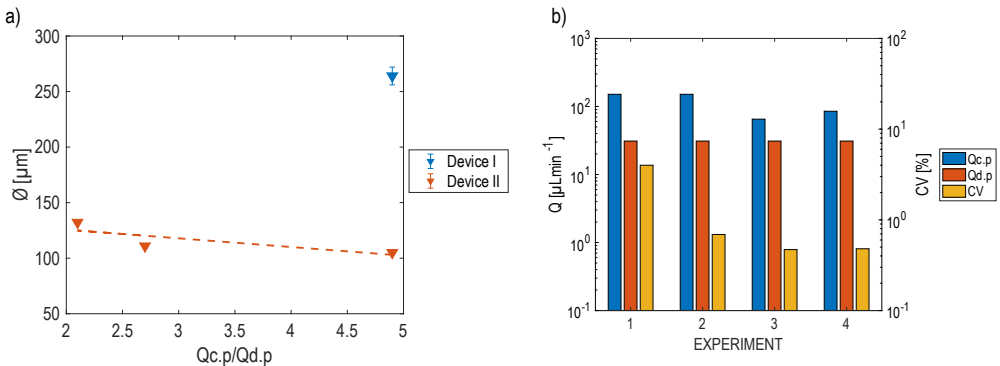 a)
300
250
200
150
100
50
Ø [µm]
2
2.5
3
3.5
4
4.5
5
Qc.p/Qd.p
Device I
Device II
b)
10³
10²
10¹
10⁰
10⁻¹
Q [µLmin⁻¹]
1
2
3
4
EXPERIMENT
10²
10¹
10⁰
10⁻¹
CV [%]
Qc.p
Qd.p
CV